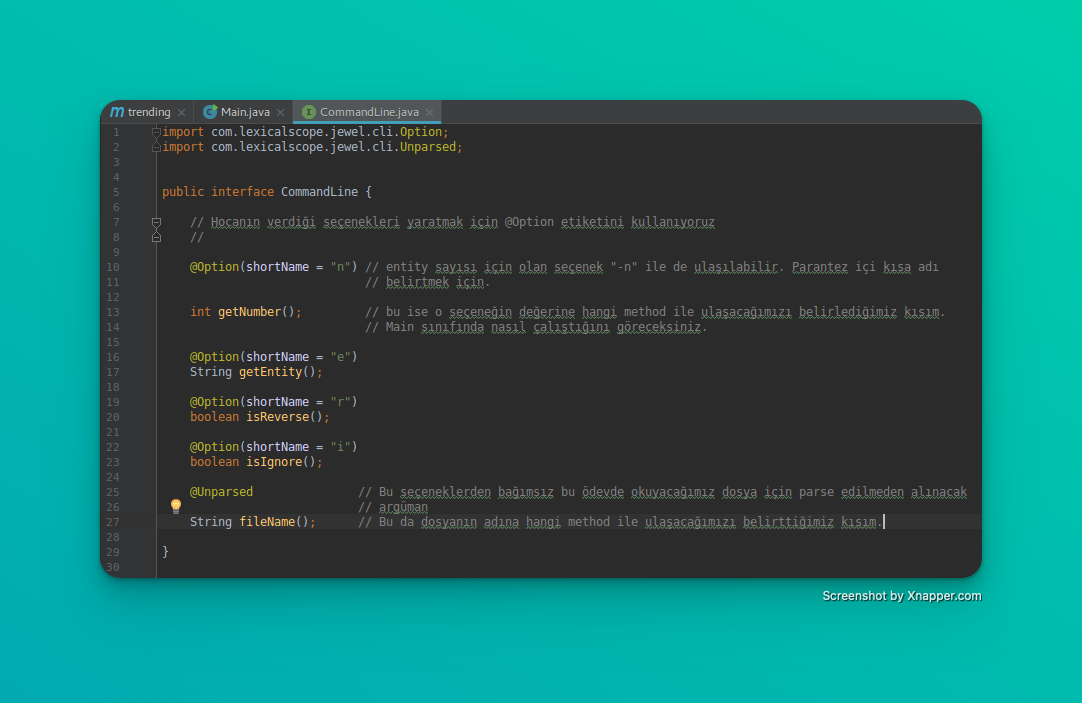 m trending × C Main.java × I CommandLine.java ×
1 import com.lexicalscope.jewel.cli.Option;
2 import com.lexicalscope.jewel.cli.Unparsed;
3
4
5 public interface CommandLine {
6
7 // Hocanın verdiği seçenekleri yaratmak için @Option etiketini kullanıyoruz
8 //
9
10 @Option(shortName = "n") // entity sayısı için olan seçenek "-n" ile de ulaşılabilir. Parantez içi kısa adı
11 // belirtmek için.
12
13 int getNumber(); // bu ise o seçeneğin değerine hangi method ile ulaşacağımızı belirlediğimiz kısım.
14 // Main sınıfında nasıl çalıştığını göreceksiniz.
15
16 @Option(shortName = "e")
17 String getEntity();
18
19 @Option(shortName = "r")
20 boolean isReverse();
21
22 @Option(shortName = "i")
23 boolean isIgnore();
24
25 @Unparsed // Bu seçeneklerden bağımsız bu ödevde okuyacağımız dosya için parse edilmeden alınacak
26 // argüman
27 String fileName(); // Bu da dosyanın adına hangi method ile ulaşacağımızı belirttiğimiz kısım.
28
29 }
30
Screenshot by Xnapper.com